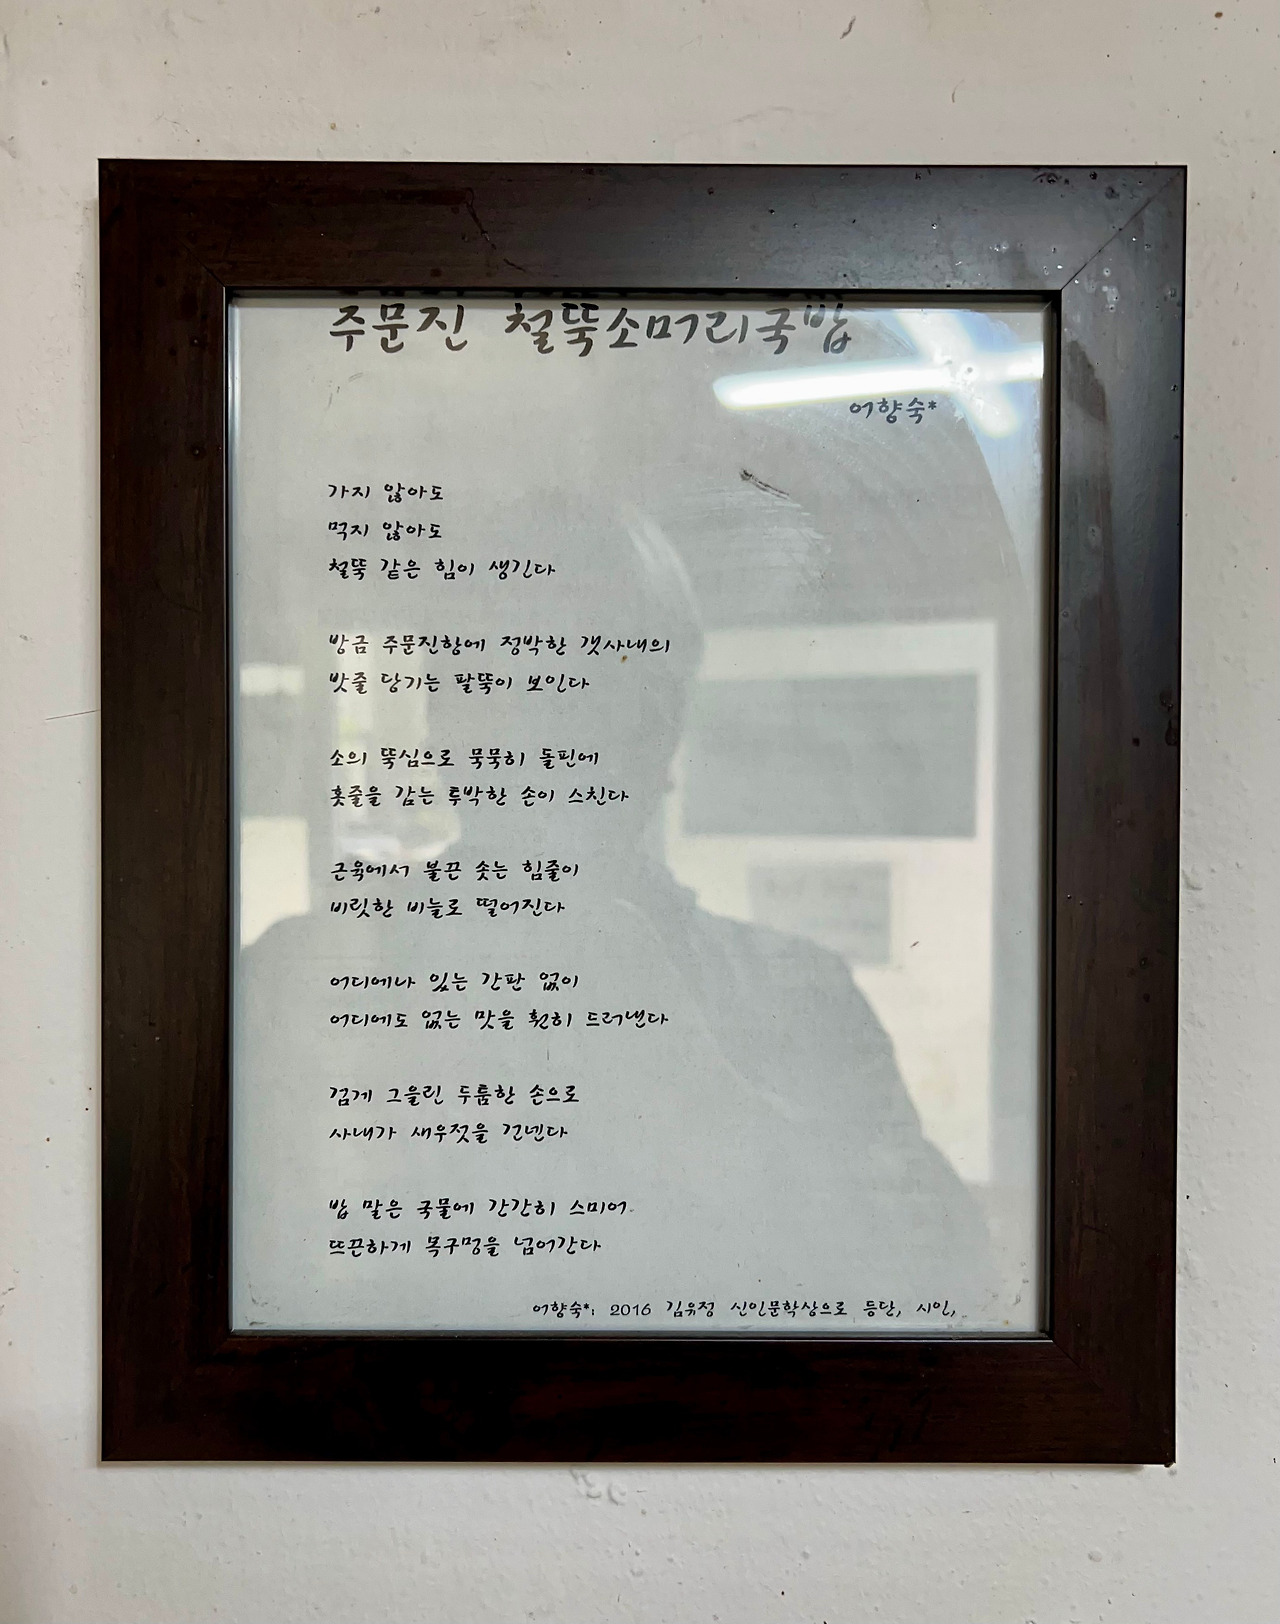 주문진 철뚝소머리국밥
어향숙*
가지 않아도
먹지 않아도
철뚝 같은 힘이 생긴다
방금 주문진항에 정박한 갯사내의
밧줄 당기는 팔뚝이 보인다
소의 뚝심으로 묵묵히 돌핀에
홋줄을 감는 투박한 손이 스친다
근육에서 불끈 솟는 힘줄이
비릿한 비늘로 떨어진다
어디에나 있는 간판 없이
어디에도 없는 맛을 훤히 드러낸다
검게 그을린 두툼한 손으로
사내가 새우젓을 건넨다
밥 말은 국물에 간간히 스미어
뜨끈하게 목구멍을 넘어간다
어향숙*: 2016 김유정 신인문학상으로 등단, 시인,